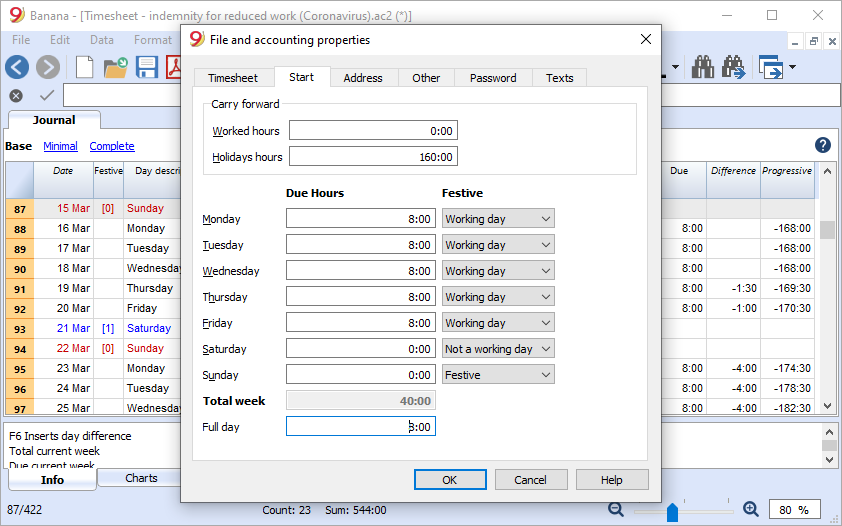 Banana - [Timesheet - indemnity for reduced work (Coronavirus).ac2 (*)]
File Edit Data Format
File and accounting properties
Timesheet Start Address Other Password Texts
Carry forward
Worked hours 0:00
Holidays hours 160:00
Due Hours Festive
Monday 8:00 Working day
Tuesday 8:00 Working day
Wednesday 8:00 Working day
Thursday 8:00 Working day
Friday 8:00 Working day
Saturday 0:00 Not a working day
Sunday 0:00 Festive
Total week 40:00
Full day 8:00
OK Cancel Help
Journal
Base Minimal Complete
Date Festive Day descri Due Difference Progressive
87 15 Mar [0] Sunday
88 16 Mar Monday 8:00 -168:00
89 17 Mar Tuesday 8:00 -168:00
90 18 Mar Wednesday 8:00 -168:00
91 19 Mar Thursday 8:00 -1:30 -169:30
92 20 Mar Friday 8:00 -1:00 -170:30
93 21 Mar [1] Saturday
94 22 Mar [0] Sunday
95 23 Mar Monday 8:00 -4:00 -174:30
96 24 Mar Tuesday 8:00 -4:00 -178:30
97 25 Mar Wednesday 8:00 -4:00 -182:30
F6 Inserts day difference
Total current week
Due current week
Info Charts
87/422 Count: 23 Sum: 544:00 80 %